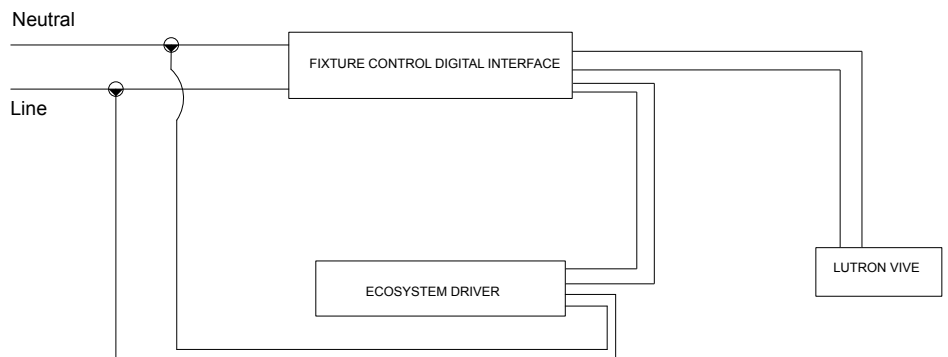 Neutral
FIXTURE CONTROL DIGITAL INTERFACE
Line
ECOSYSTEM DRIVER
LUTRON VIVE